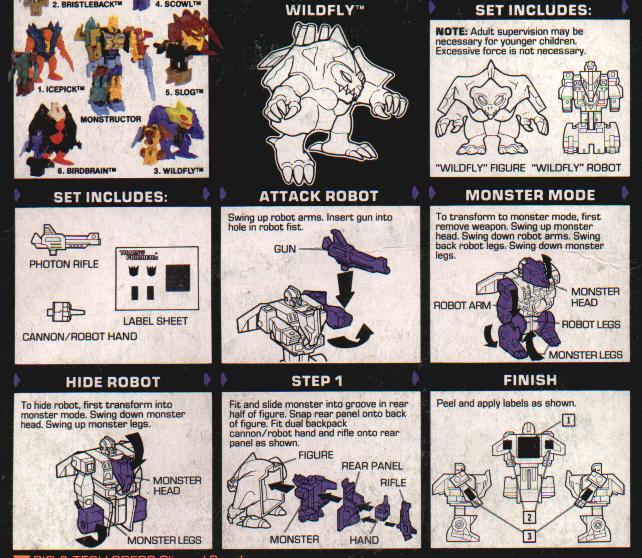 2. BRISTLEBACK™
4. SCOWL™
1. ICEPICK™
5. SLOG™
MONSTRUCTOR
6. BIRDBRAIN™
3. WILDFLY™
WILDFLY™
SET INCLUDES:
NOTE: Adult supervision may be
necessary for younger children.
Excessive force is not necessary.
"WILDFLY" FIGURE "WILDFLY" ROBOT
SET INCLUDES:
PHOTON RIFLE
CANNON/ROBOT HAND
LABEL SHEET
ATTACK ROBOT
Swing up robot arms. Insert gun into
hole in robot fist.
GUN
MONSTER MODE
To transform to monster mode, first
remove weapon. Swing up monster
head. Swing down robot arms. Swing
back robot legs. Swing down monster
legs.
ROBOT ARM
MONSTER
HEAD
ROBOT LEGS
MONSTER LEGS
HIDE ROBOT
To hide robot, first transform into
monster mode. Swing down monster
head. Swing up monster legs.
MONSTER
HEAD
MONSTER LEGS
STEP 1
Fit and slide monster into groove in rear
half of figure. Snap rear panel onto back
of figure. Fit dual backpack
cannon/robot hand and rifle onto rear
panel as shown.
FIGURE
REAR PANEL
RIFLE
MONSTER
HAND
FINISH
Peel and apply labels as shown.
1
2
3